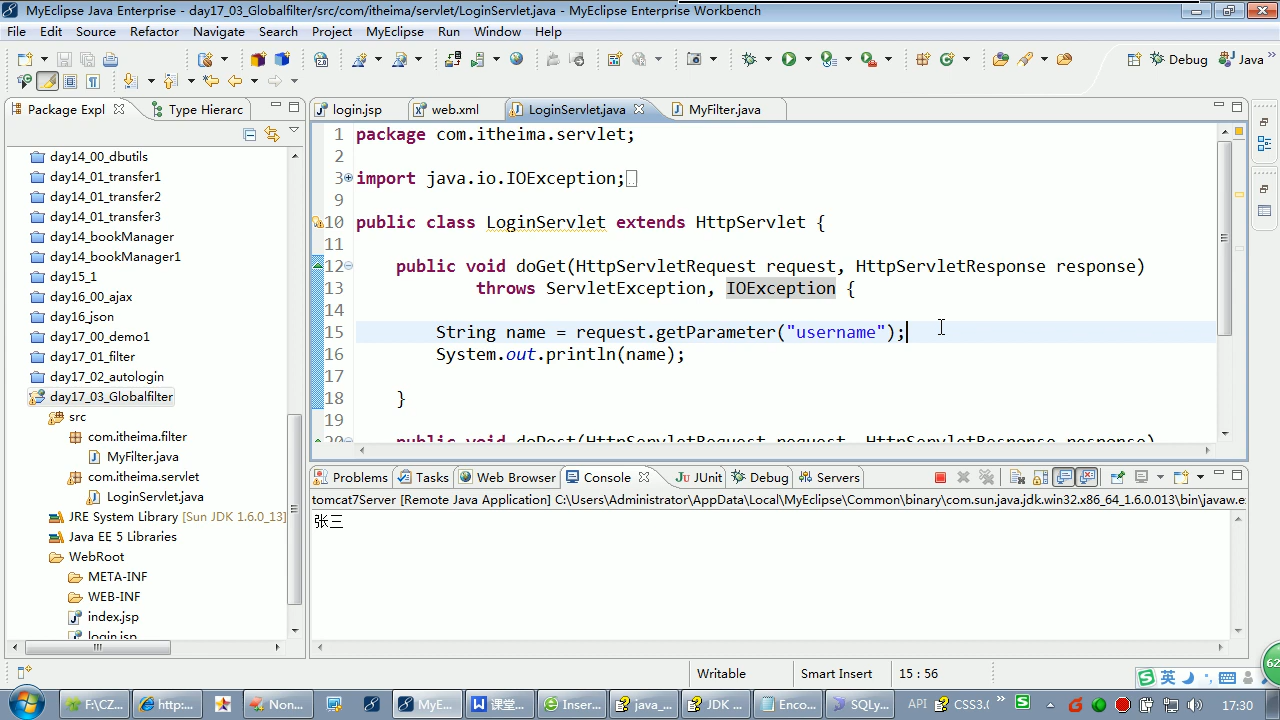 MyEclipse Java Enterprise - day17_03_Globalfilter/src/com/itheima/servlet/LoginServlet.java - MyEclipse Enterprise Workbench
File Edit Source Refactor Navigate Search Project MyEclipse Run Window Help
Debug Java
Package Expl Type Hierarc
login.jsp web.xml LoginServlet.java MyFilter.java
day14_00_dbutils
day14_01_transfer1
day14_01_transfer2
day14_01_transfer3
day14_bookManager
day14_bookManager1
day15_1
day16_00_ajax
day16_json
day17_00_demo1
day17_01_filter
day17_02_autologin
day17_03_Globalfilter
src
com.itheima.filter
MyFilter.java
com.itheima.servlet
LoginServlet.java
JRE System Library [Sun JDK 1.6.0_13]
Java EE 5 Libraries
WebRoot
META-INF
WEB-INF
index.jsp
login.jsp
1 package com.itheima.servlet;
2
3 import java.io.IOException;
9
10 public class LoginServlet extends HttpServlet {
11
12 public void doGet(HttpServletRequest request, HttpServletResponse response)
13 throws ServletException, IOException {
14
15 String name = request.getParameter("username");
16 System.out.println(name);
17
18 }
19
20 public void doPost(HttpServletRequest request, HttpServletResponse response)
Problems Tasks Web Browser Console JUnit Debug Servers
tomcat7Server [Remote Java Application] C:\Users\Administrator\AppData\Local\MyEclipse\Common\binary\com.sun.java.jdk.win32.x86_64_1.6.0.013\bin\javaw.e
张三
Writable Smart Insert 15 : 56
62
英
F:\CZ... http:... Non... MyE... 课堂... Inser... java_... JDK ... Enco... SQLy... API CSS3.( 17:30